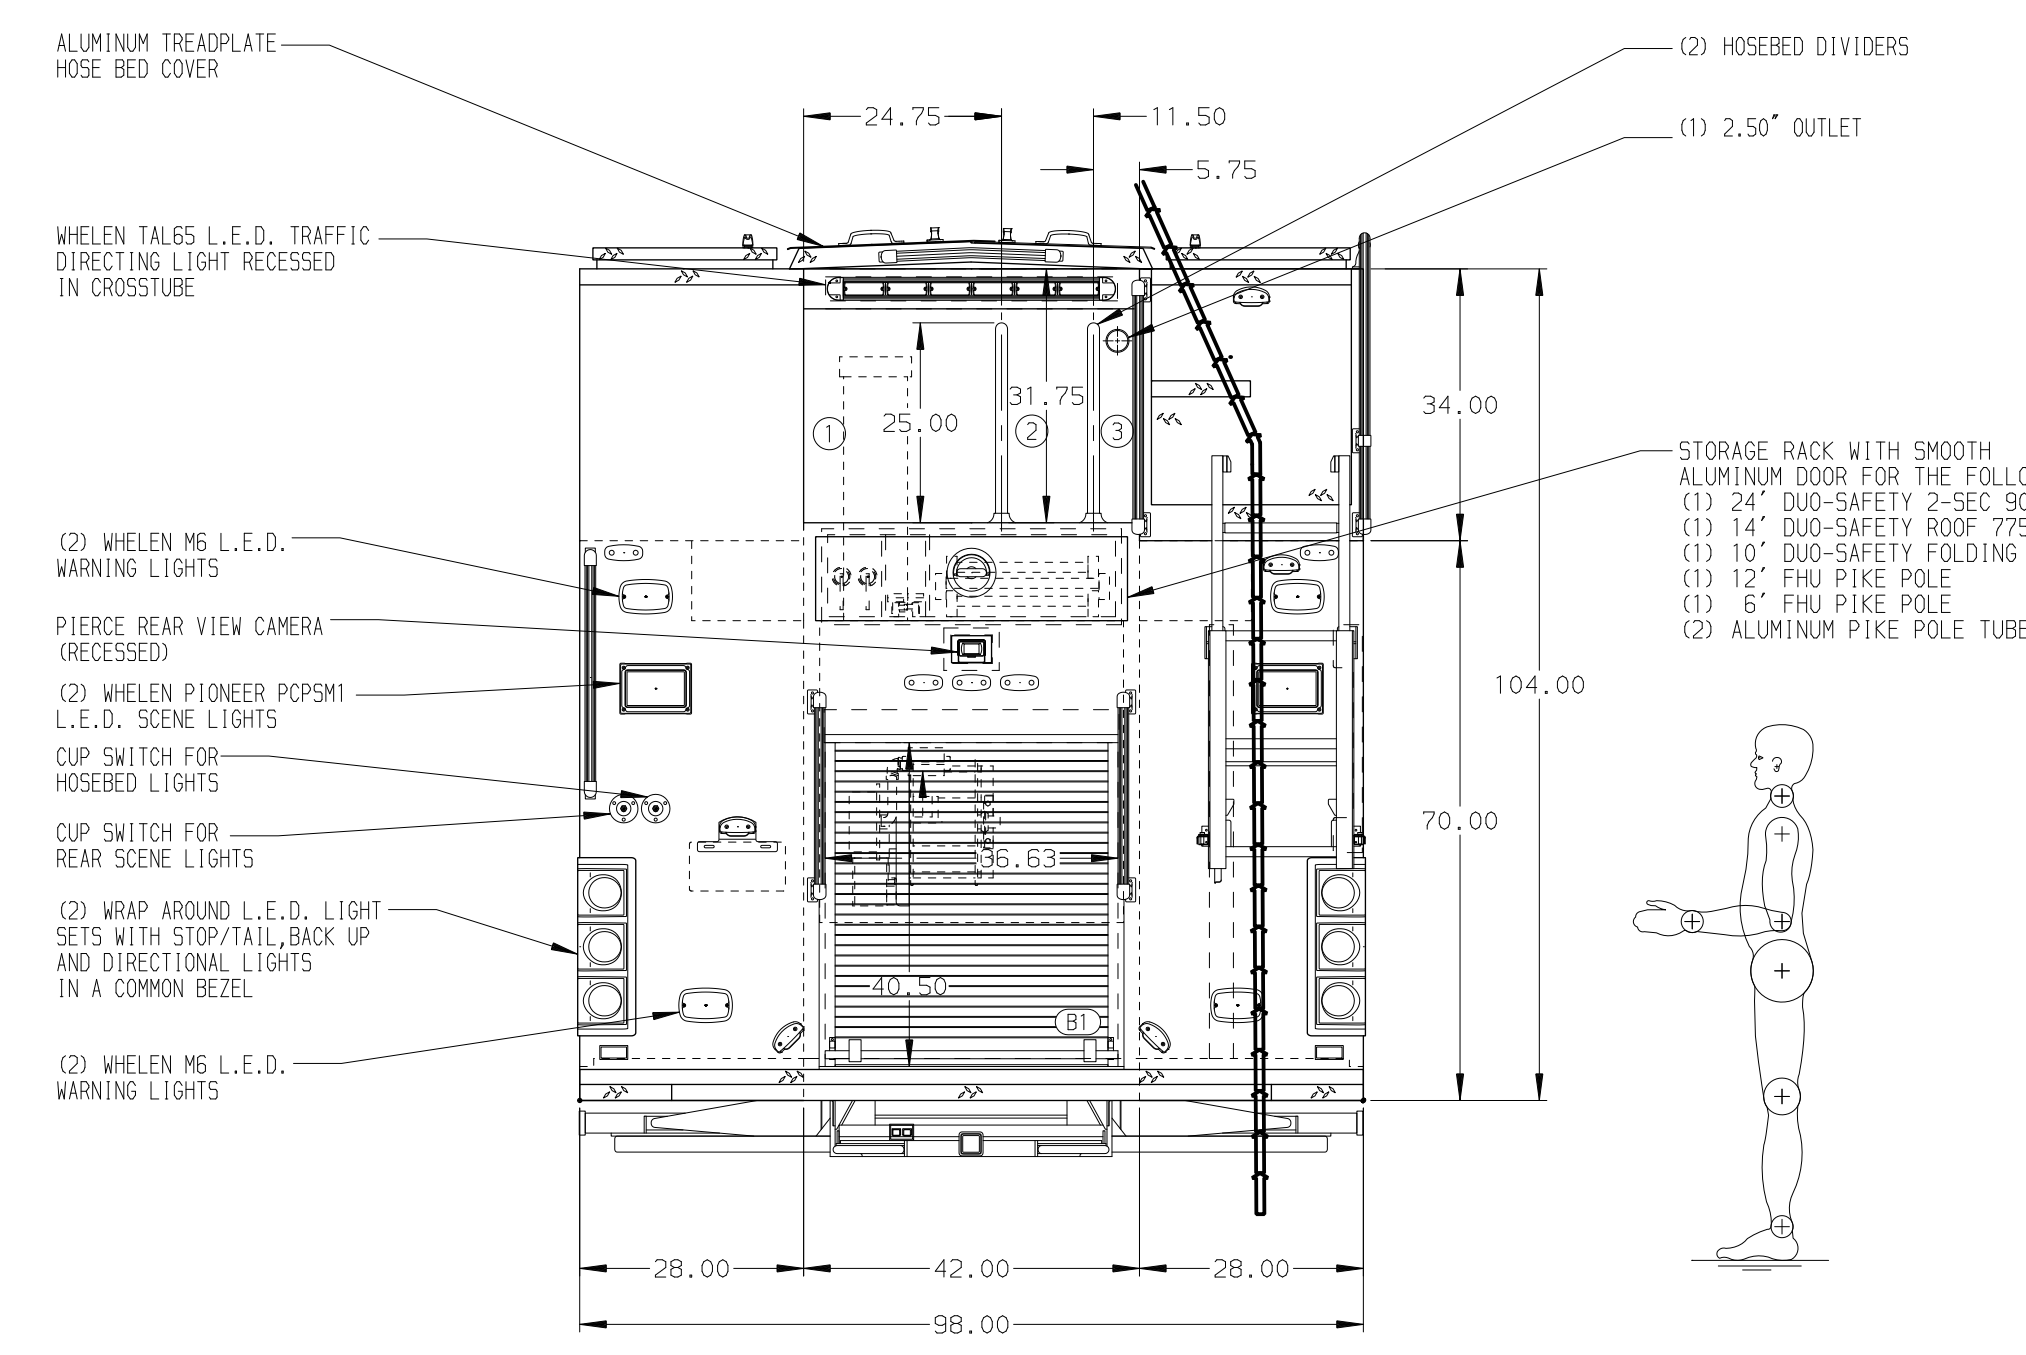 ALUMINUM TREADPLATE
HOSE BED COVER
WHELEN TAL65 L.E.D. TRAFFIC
DIRECTING LIGHT RECESSED
IN CROSSTUBE
(2) WHELEN M6 L.E.D.
WARNING LIGHTS
PIERCE REAR VIEW CAMERA
(RECESSED)
(2) WHELEN PIONEER PCPSM1
L.E.D. SCENE LIGHTS
CUP SWITCH FOR
HOSEBED LIGHTS
CUP SWITCH FOR
REAR SCENE LIGHTS
(2) WRAP AROUND L.E.D. LIGHT
SETS WITH STOP/TAIL,BACK UP
AND DIRECTIONAL LIGHTS
IN A COMMON BEZEL
(2) WHELEN M6 L.E.D.
WARNING LIGHTS
24.75
11.50
5.75
31.75
25.00
1
2
3
36.63
40.50
B1
34.00
104.00
70.00
28.00
42.00
28.00
98.00
(2) HOSEBED DIVIDERS
(1) 2.50" OUTLET
STORAGE RACK WITH SMOOTH
ALUMINUM DOOR FOR THE
(1) 24' DUO-SAFETY 2-SEC
(1) 14' DUO-SAFETY ROOF 775
(1) 10' DUO-SAFETY FOLDING
(1) 12' FHU PIKE POLE
(1) 6' FHU PIKE POLE
(2) ALUMINUM PIKE POLE TUBE